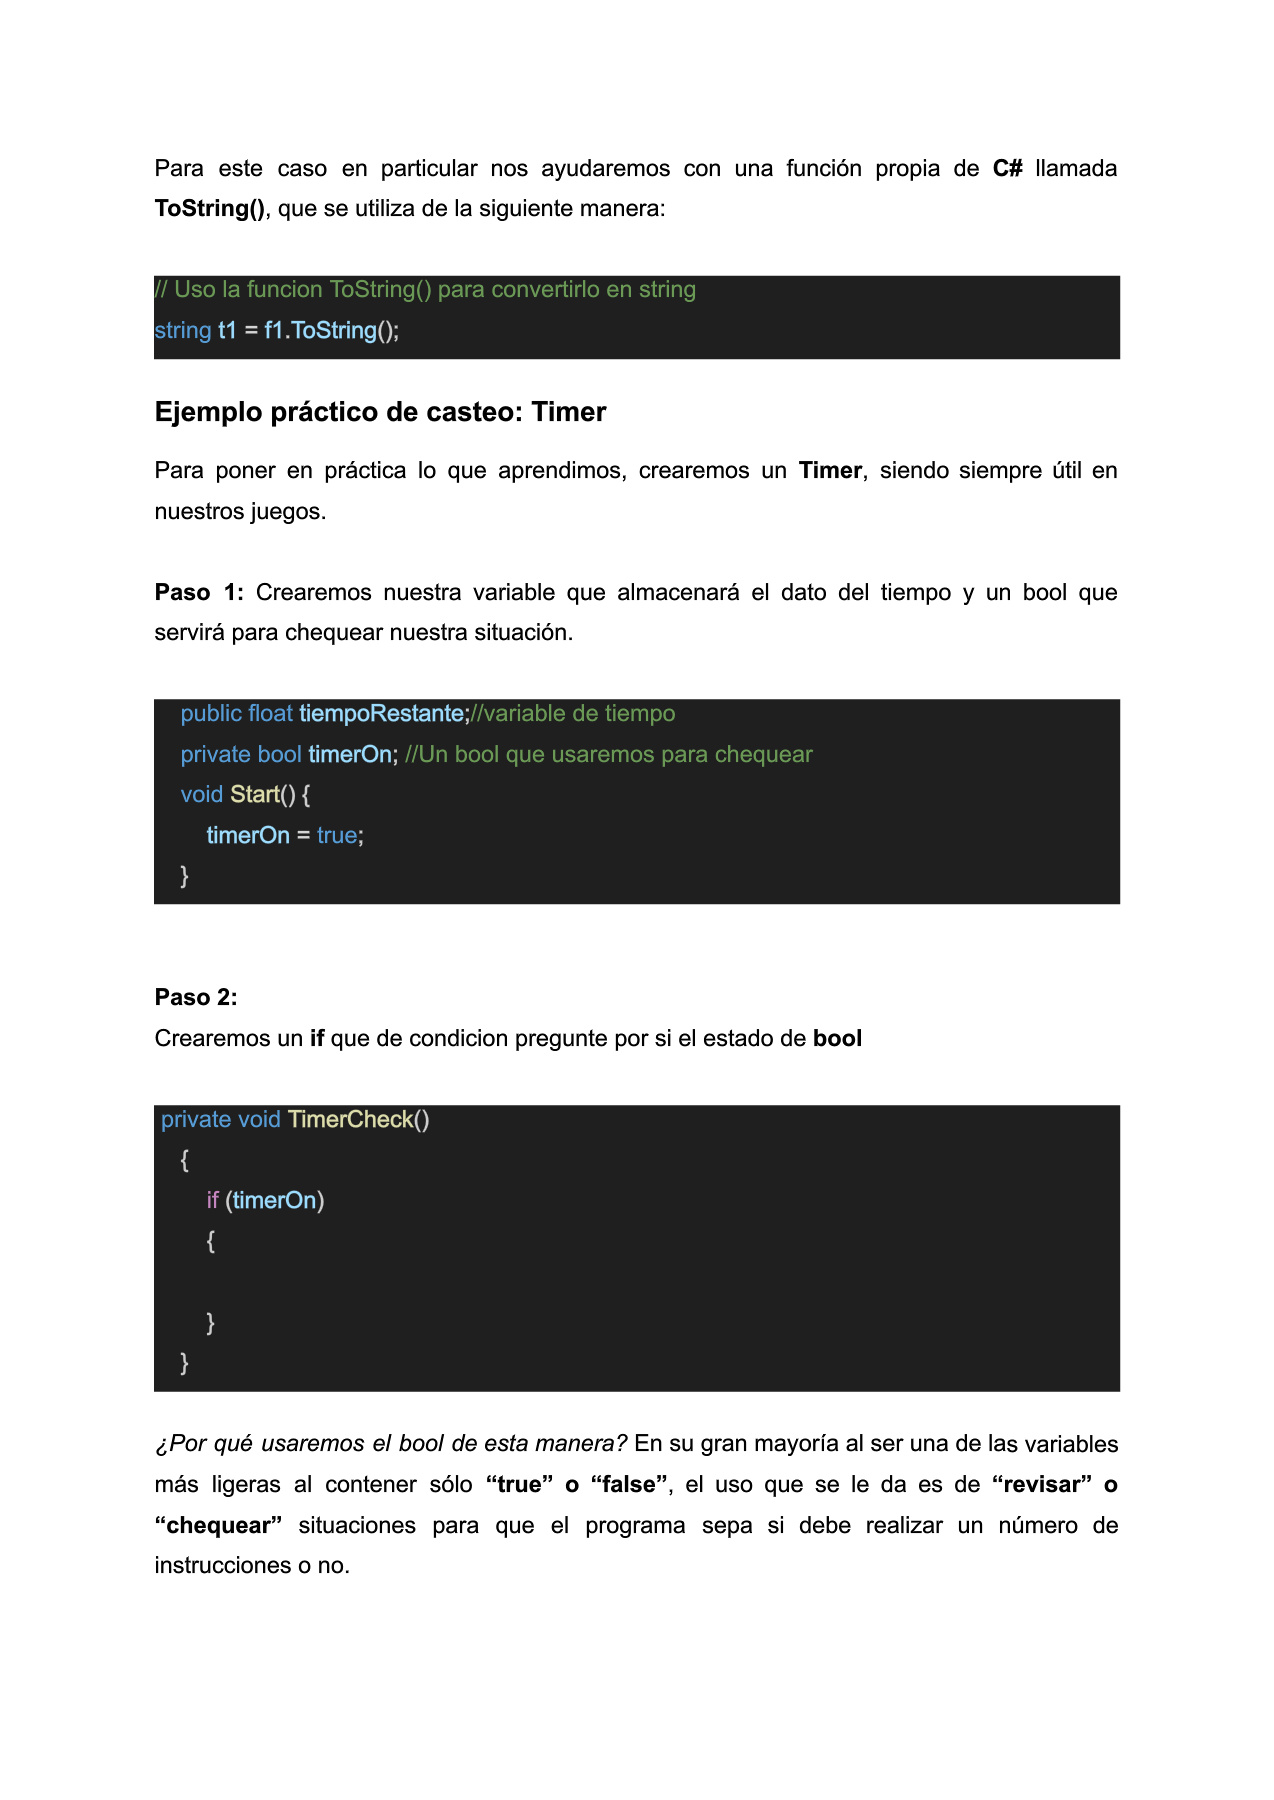 Para este caso en particular nos ayudaremos con una función propia de C# llamada
ToString(), que se utiliza de la siguiente manera:
// Uso la funcion ToString() para convertirlo en string
string t1 = f1.ToString();
Ejemplo práctico de casteo: Timer
Para poner en práctica lo que aprendimos, crearemos un Timer, siendo siempre útil en
nuestros juegos.
Paso 1: Crearemos nuestra variable que almacenará el dato del tiempo y un bool que
servirá para chequear nuestra situación.
public float tiempoRestante;//variable de tiempo
private bool timerOn; //Un bool que usaremos para chequear
void Start() {
timerOn = true;
}
Paso 2:
Crearemos un if que de condicion pregunte por si el estado de bool
private void TimerCheck()
{
if (timerOn)
{
}
}
¿Por qué usaremos el bool de esta manera? En su gran mayoría al ser una de las variables
más ligeras al contener sólo “true” o “false”, el uso que se le da es de “revisar” o
“chequear” situaciones para que el programa sepa si debe realizar un número de
instrucciones o no.